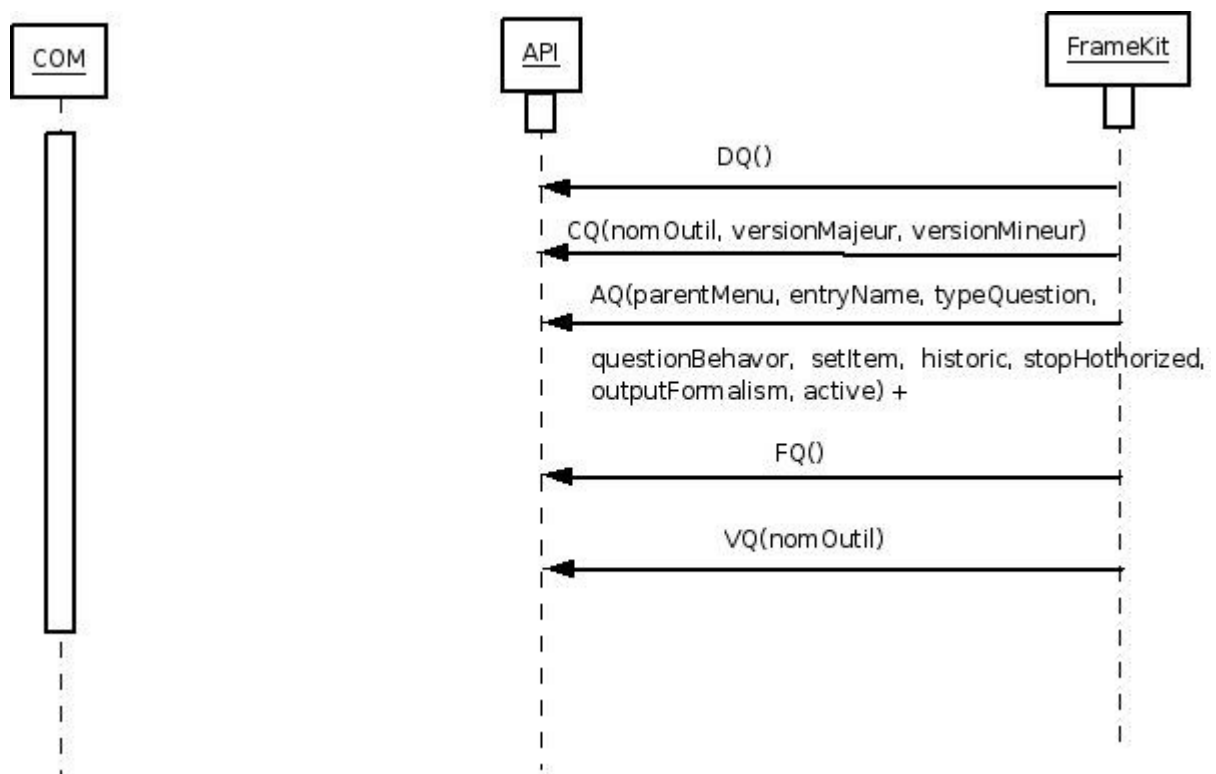 COM
API
FrameKit
DQ()
CQ(nomOutil, versionMajeur, versionMineur)
AQ(parentMenu, entryName, typeQuestion,
questionBehavor, setItem, historic, stopHothorized,
outputFormalism, active) +
FQ()
VQ(nomOutil)